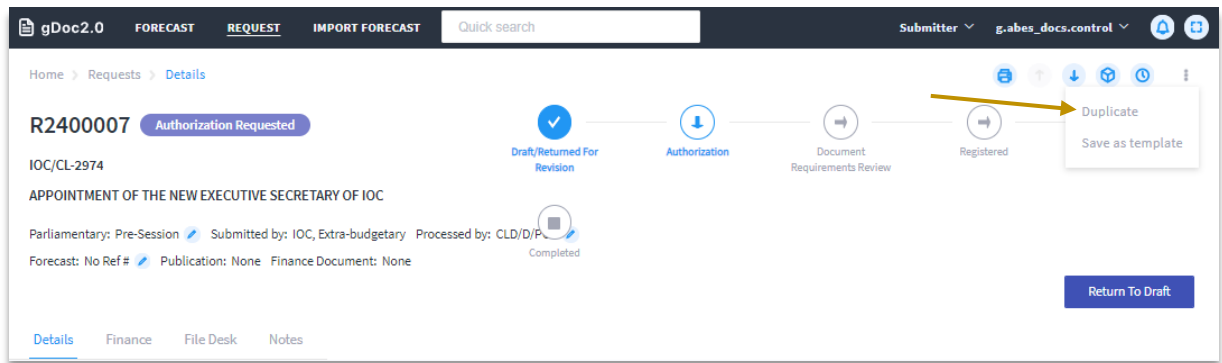 gDoc2.0 FORECAST REQUEST IMPORT FORECAST Quick search Submitter g.abes_docs.control
Home > Requests > Details
Duplicate
Save as template
R2400007 Authorization Requested
Draft/Returned For
Revision
Authorization
Document
Requirements Review
Registered
IOC/CL-2974
APPOINTMENT OF THE NEW EXECUTIVE SECRETARY OF IOC
Parliamentary: Pre-Session Submitted by: IOC, Extra-budgetary Processed by: CLD/D/
Completed
Forecast: No Ref # Publication: None Finance Document: None
Return To Draft
Details Finance File Desk Notes